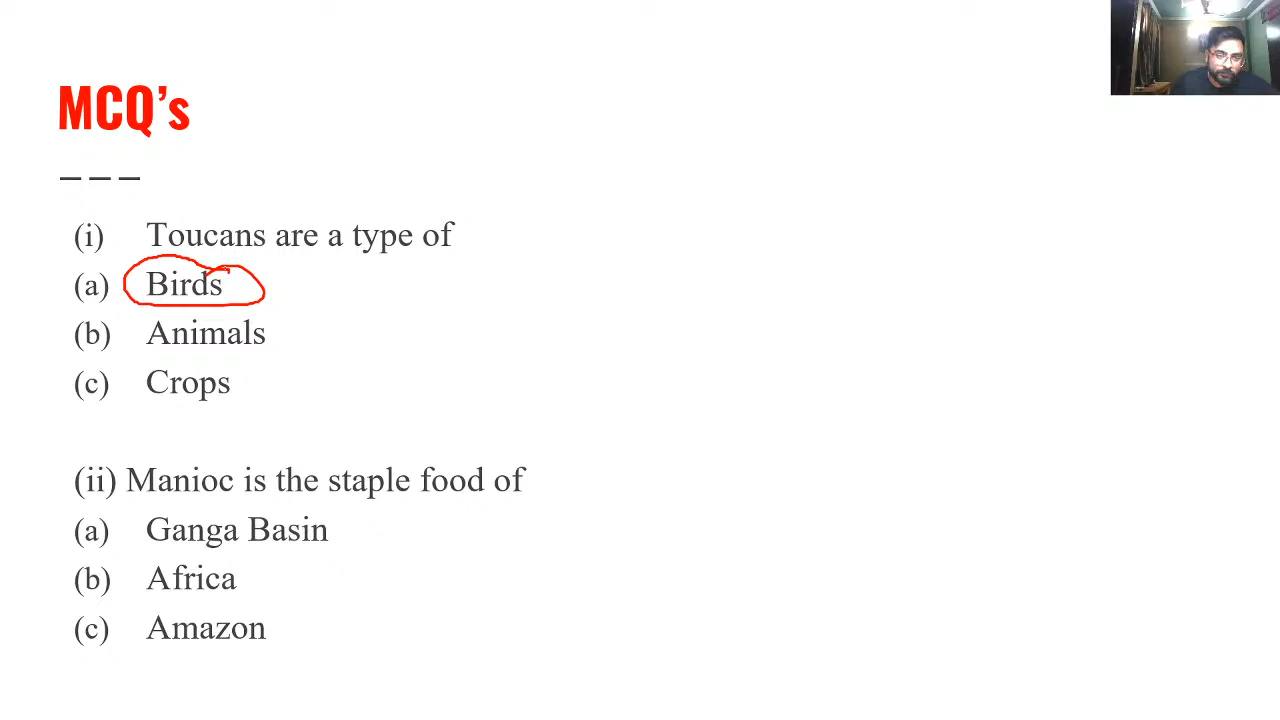 MCQ's
(i) Toucans are a type of
(a) Birds
(b) Animals
(c) Crops
(ii) Manioc is the staple food of
(a) Ganga Basin
(b) Africa
(c) Amazon